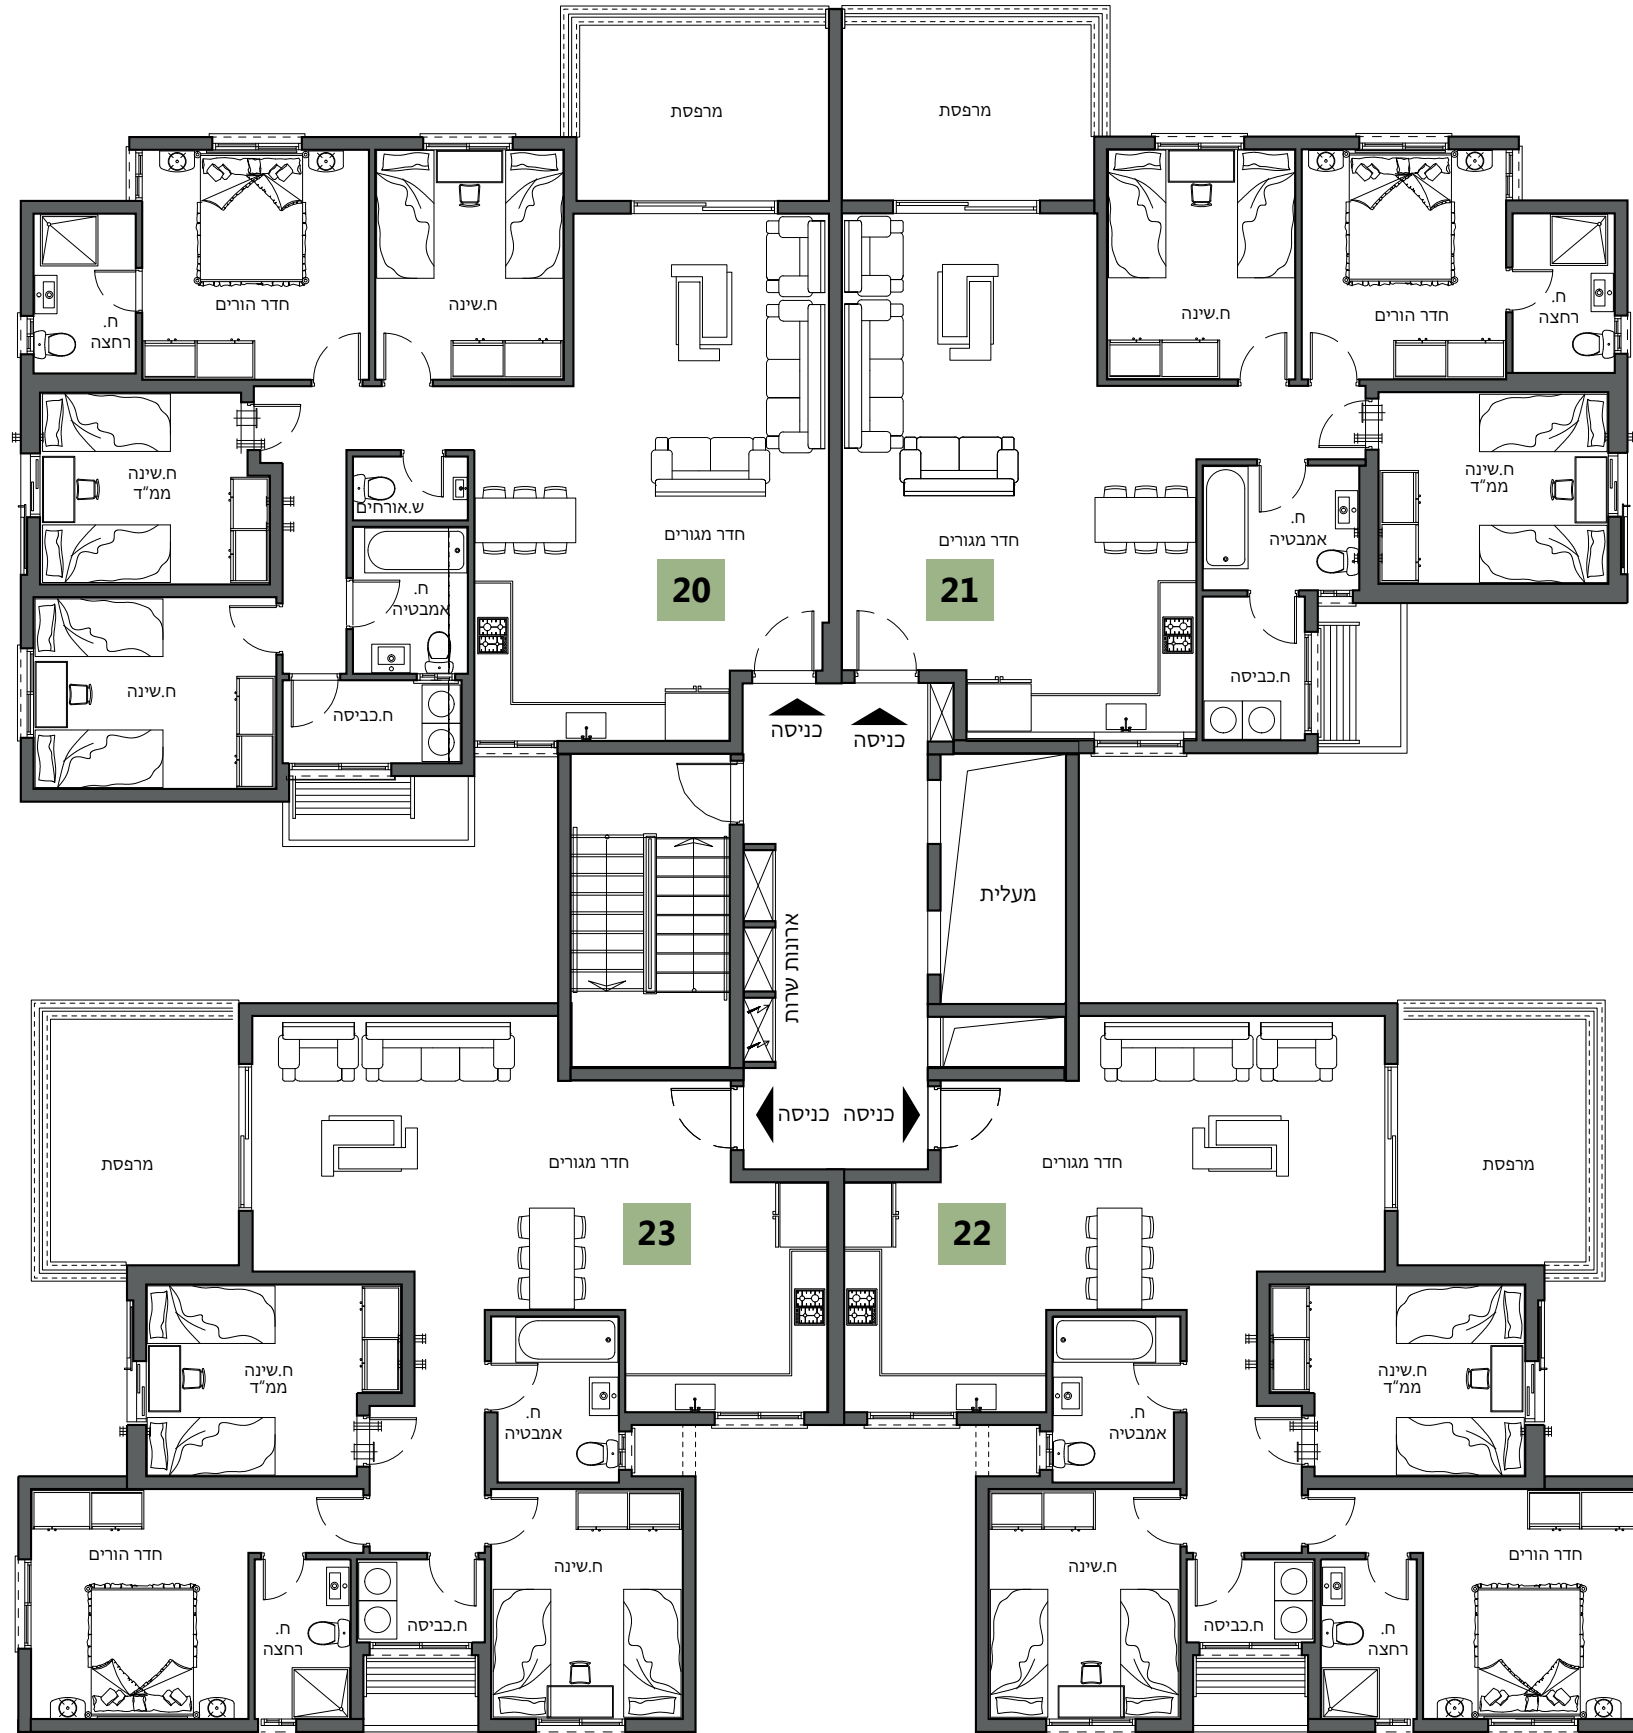 מרפסת
מרפסת
חדר הורים
ח.שינה
ח.
רחצה
ח.שינה
ממ"ד
ש.אורחים
ח.
אמבטיה
חדר מגורים
20
ח.שינה
ח.כביסה
ח.שינה
חדר הורים
ח.
רחצה
ח.שינה
ממ"ד
ח.
אמבטיה
חדר מגורים
21
ח.כביסה
כניסה
כניסה
מעלית
ארונות שרות
כניסה
כניסה
מרפסת
חדר מגורים
23
ח.שינה
ממ"ד
ח.
אמבטיה
חדר הורים
ח.
רחצה
ח.כביסה
ח.שינה
חדר מגורים
מרפסת
22
ח.שינה
ממ"ד
ח.
אמבטיה
ח.שינה
ח.כביסה
ח.
רחצה
חדר הורים